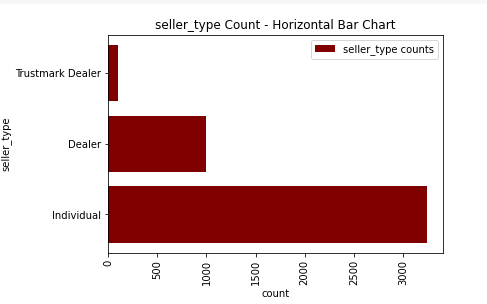 seller_type Count - Horizontal Bar Chart
seller_type counts
Trustmark Dealer
Dealer
Individual
seller_type
0
500
1000
1500
2000
2500
3000
count